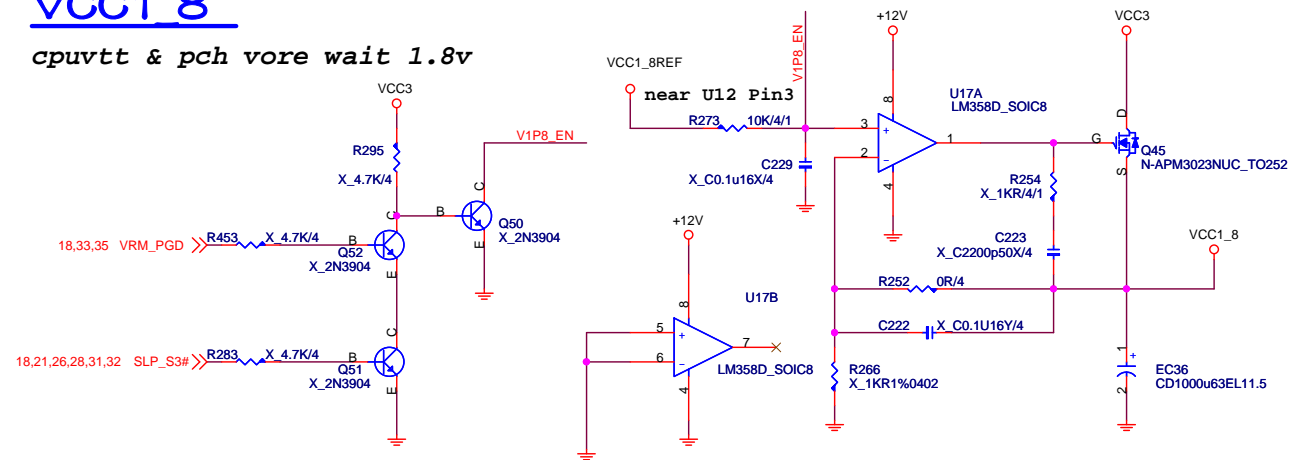 VCC1_8
cpuvtt & pch vore wait 1.8v
VCC3
R295
X_4.7K/4
V1P8_EN
B
C
E
Q50
X_2N3904
18,33,35 VRM_PGD
R453
X_4.7K/4
B
C
E
Q52
X_2N3904
18,21,26,28,31,32 SLP_S3#
R283
X_4.7K/4
B
C
E
Q51
X_2N3904
VCC1_8REF
near U12 Pin3
R273
10K/4/1
V1P8_EN
C229
X_C0.1u16X/4
+12V
U17A
LM358D_SOIC8
8
3
+
2
-
1
4
VCC3
D
G
S
Q45
N-APM3023NUC_TO252
R254
X_1KR/4/1
C223
X_C2200p50X/4
VCC1_8
R252
0R/4
C222
X_C0.1U16Y/4
R266
X_1KR1%0402
+12V
U17B
8
5
+
6
-
7
4
LM358D_SOIC8
1
+
2
EC36
CD1000u63EL11.5